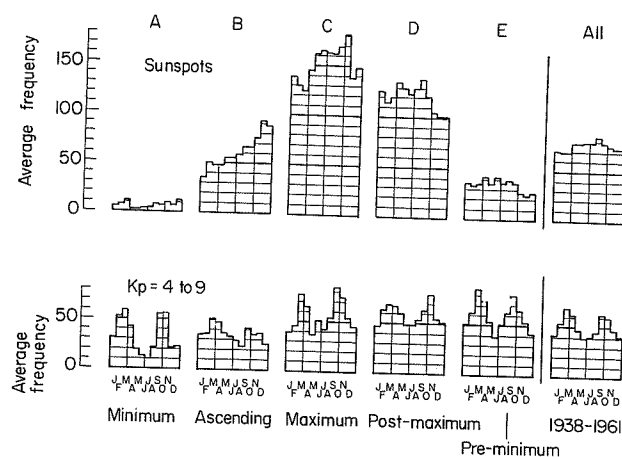 A B C D E All
Sunspots
Average frequency
150
100
50
0
Kp = 4 to 9
Average frequency
50
0
J F M A M J J A S O N D J F M A M J J A S O N D J F M A M J J A S O N D J F M A M J J A S O N D J F M A M J J A S O N D J F M A M J J A S O N D
Minimum Ascending Maximum Post-maximum 1938-1961
Pre-minimum